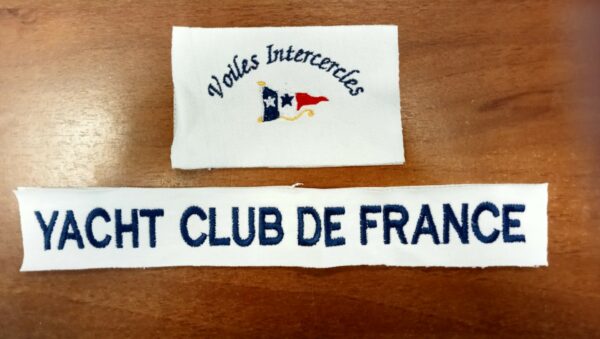 Voiles Intercercles
YACHT CLUB DE FRANCE